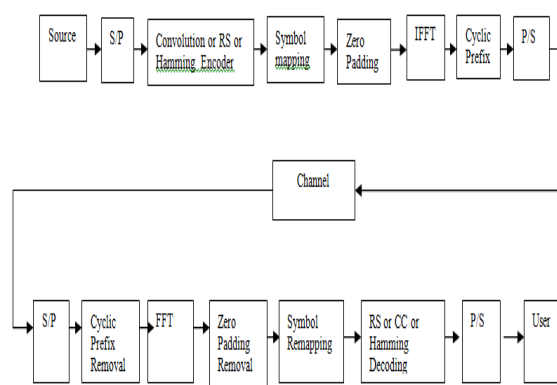 Source
S/P
Convolution or RS or
Hamming Encoder
Symbol
mapping
Zero
Padding
IFFT
Cyclic
Prefix
P/S
Channel
S/P
Cyclic
Prefix
Removal
FFT
Zero
Padding
Removal
Symbol
Remapping
RS or CC or
Hamming
Decoding
P/S
User